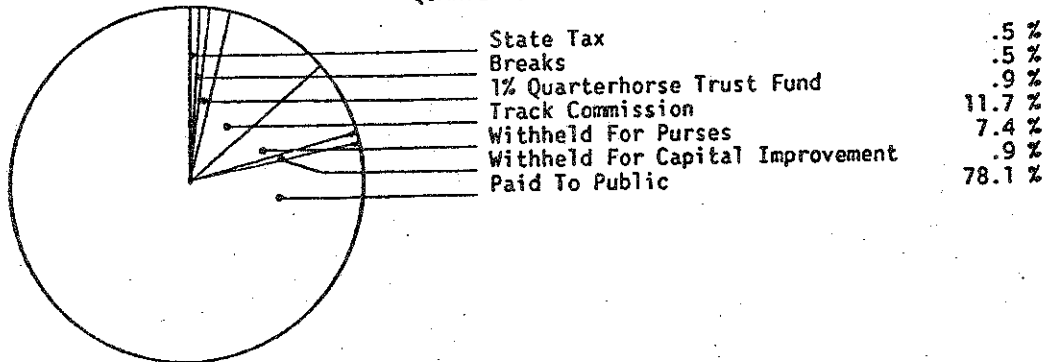 State Tax .5 %
Breaks .5 %
1% Quarterhorse Trust Fund .9 %
Track Commission 11.7 %
Withheld For Purses 7.4 %
Withheld For Capital Improvement .9 %
Paid To Public 78.1 %